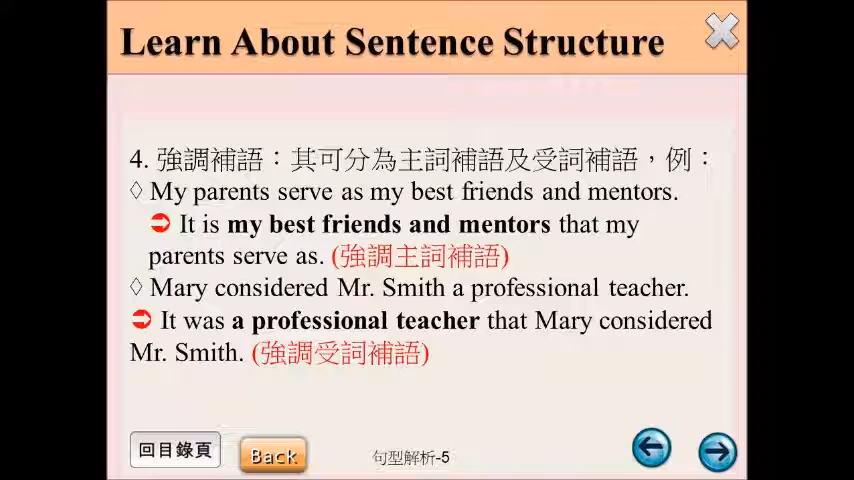 Learn About Sentence Structure
4. 強調補語：其可分為主詞補語及受詞補語，例：
◊ My parents serve as my best friends and mentors.
➲ It is my best friends and mentors that my
parents serve as. (強調主詞補語)
◊ Mary considered Mr. Smith a professional teacher.
➲ It was a professional teacher that Mary considered
Mr. Smith. (強調受詞補語)
回目錄頁
Back
句型解析-5